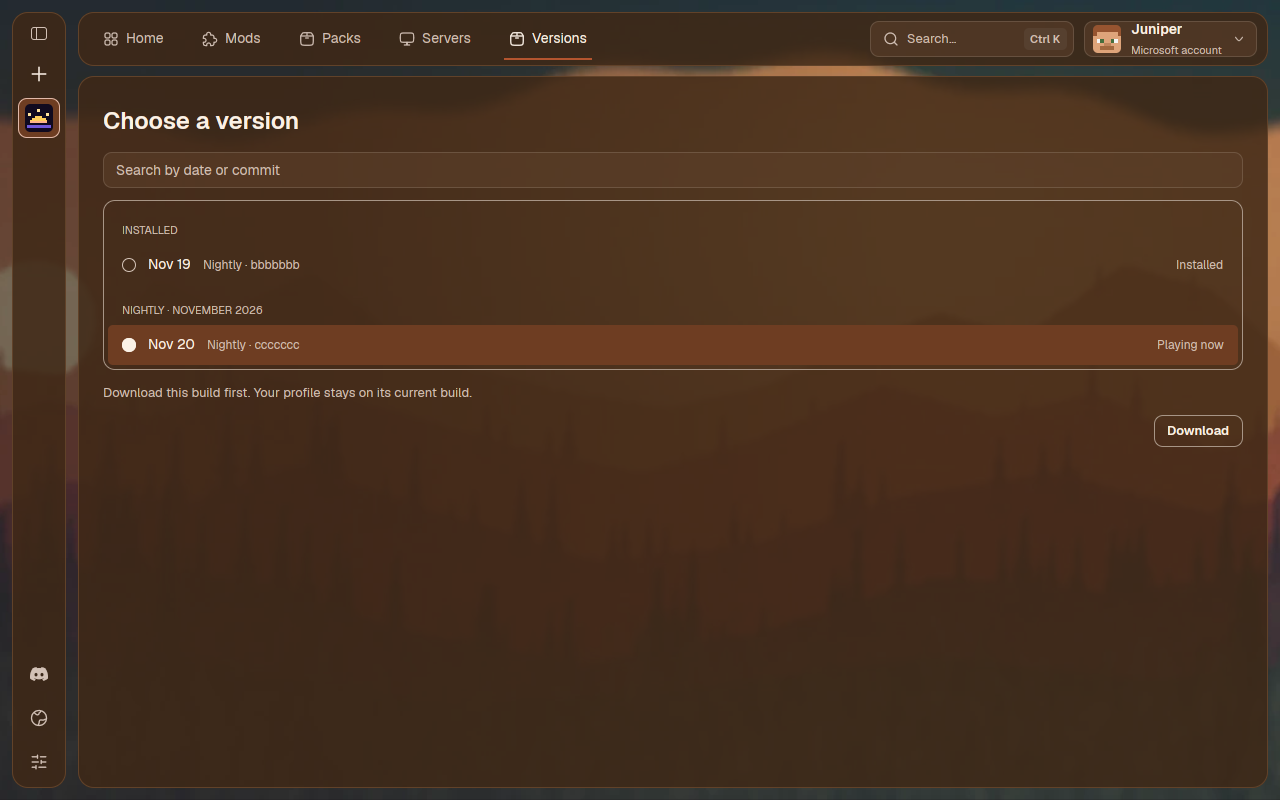 Home
Mods
Packs
Servers
Versions
Search...
Ctrl K
Juniper
Microsoft account
Choose a version
Search by date or commit
INSTALLED
Nov 19 Nightly · bbbbbbb
Installed
NIGHTLY · NOVEMBER 2026
Nov 20 Nightly · ccccccc
Playing now
Download this build first. Your profile stays on its current build.
Download